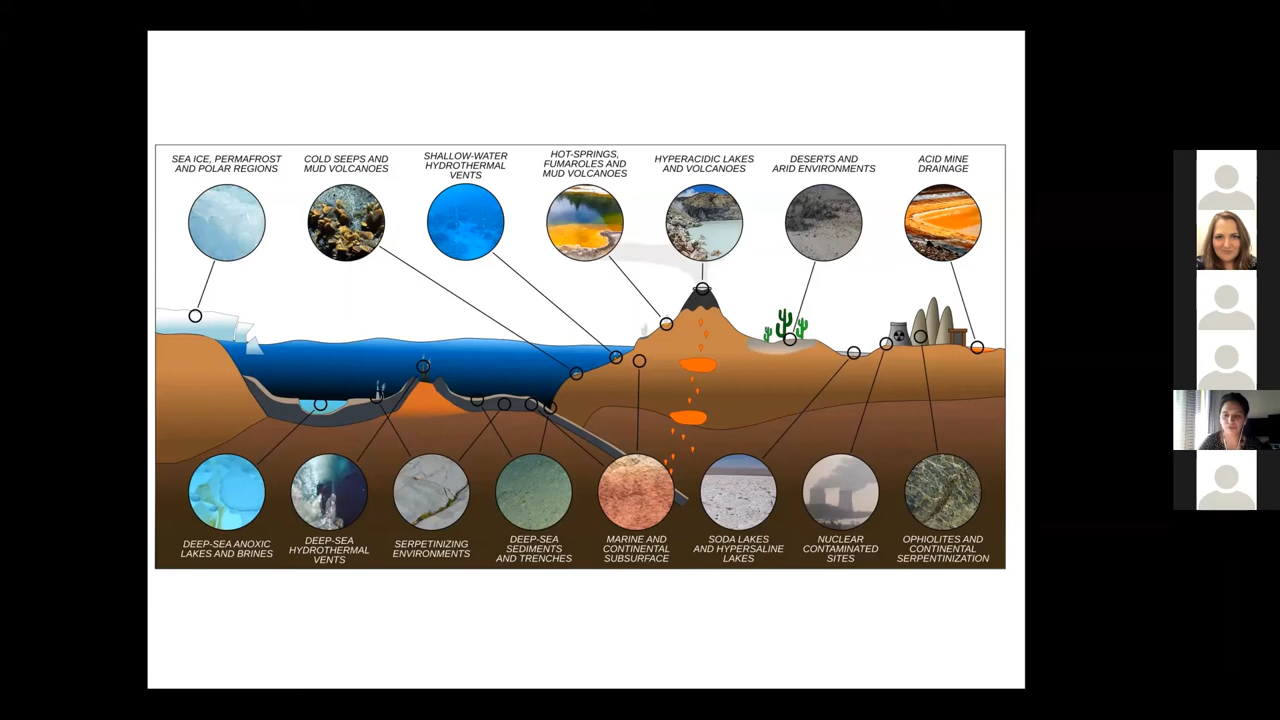 SEA ICE, PERMAFROST
AND POLAR REGIONS
COLD SEEPS AND
MUD VOLCANOES
SHALLOW-WATER
HYDROTHERMAL
VENTS
HOT-SPRINGS,
FUMAROLES AND
MUD VOLCANOES
HYPERACIDIC LAKES
AND VOLCANOES
DESERTS AND
ARID ENVIRONMENTS
ACID MINE
DRAINAGE
DEEP-SEA ANOXIC
LAKES AND BRINES
DEEP-SEA
HYDROTHERMAL
VENTS
SERPETINIZING
ENVIRONMENTS
DEEP-SEA
SEDIMENTS
AND TRENCHES
MARINE AND
CONTINENTAL
SUBSURFACE
SODA LAKES
AND HYPERSALINE
LAKES
NUCLEAR
CONTAMINATED
SITES
OPHIOLITES AND
CONTINENTAL
SERPENTINIZATION